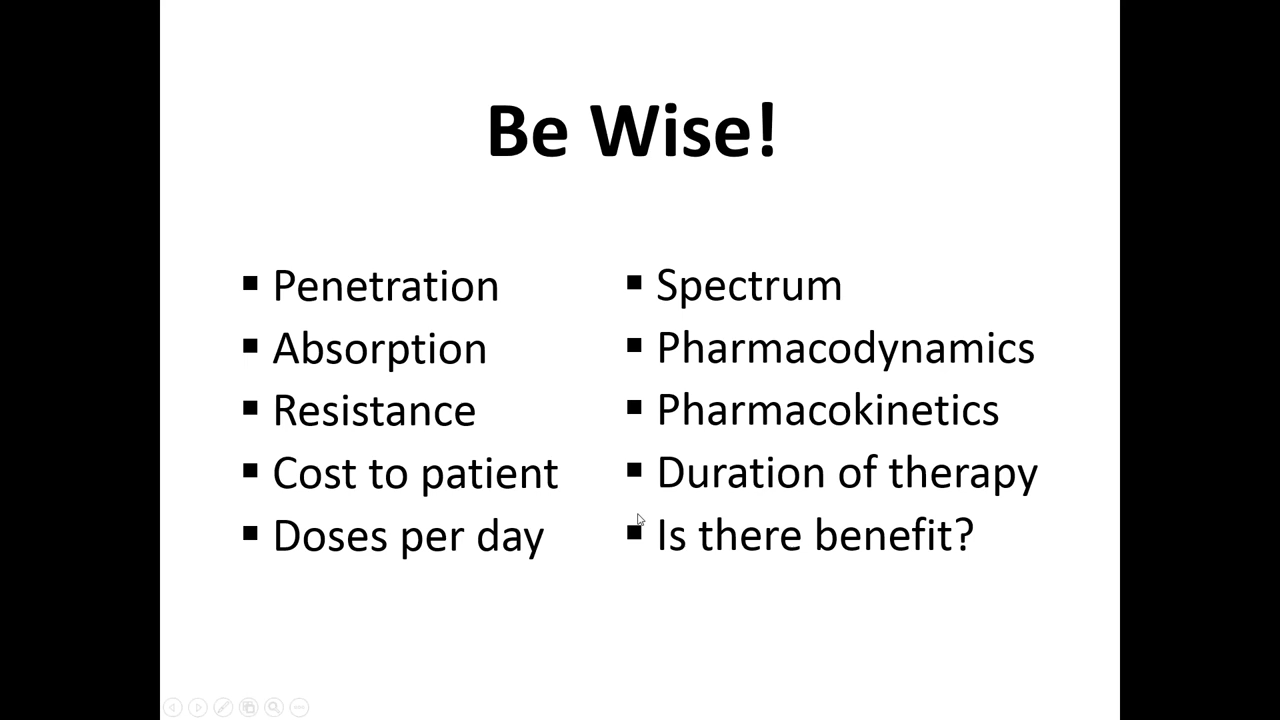 Be Wise!
▪ Penetration
▪ Absorption
▪ Resistance
▪ Cost to patient
▪ Doses per day
▪ Spectrum
▪ Pharmacodynamics
▪ Pharmacokinetics
▪ Duration of therapy
▪ Is there benefit?